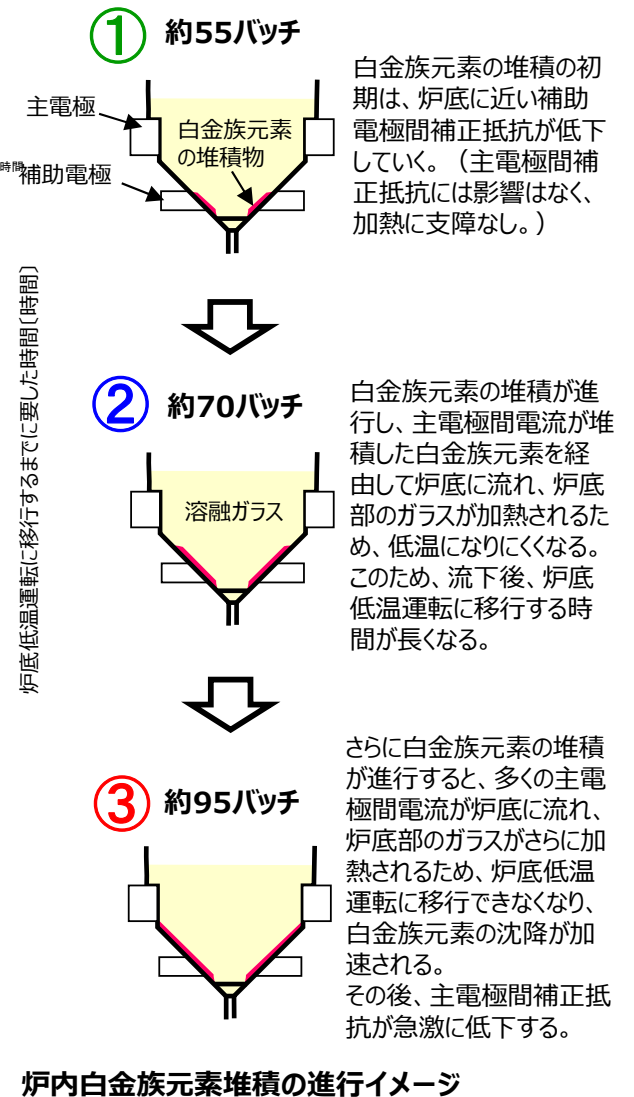 ① 約55バッチ
主電極
白金族元素
の堆積物
時間
補助電極
白金族元素の堆積の初
期は、炉底に近い補助
電極間補正抵抗が低下
していく。（主電極間補
正抵抗には影響はなく、
加熱に支障なし。）
炉底低温運転に移行するまでに要した時間〔時間〕
② 約70バッチ
溶融ガラス
白金族元素の堆積が進
行し、主電極間電流が堆
積した白金族元素を経
由して炉底に流れ、炉底
部のガラスが加熱されるた
め、低温になりにくくなる。
このため、流下後、炉底
低温運転に移行する時
間が長くなる。
③ 約95バッチ
さらに白金族元素の堆積
が進行すると、多くの主電
極間電流が炉底に流れ、
炉底部のガラスがさらに加
熱されるため、炉底低温
運転に移行できなくなり、
白金族元素の沈降が加
速される。
その後、主電極間補正抵
抗が急激に低下する。
炉内白金族元素堆積の進行イメージ